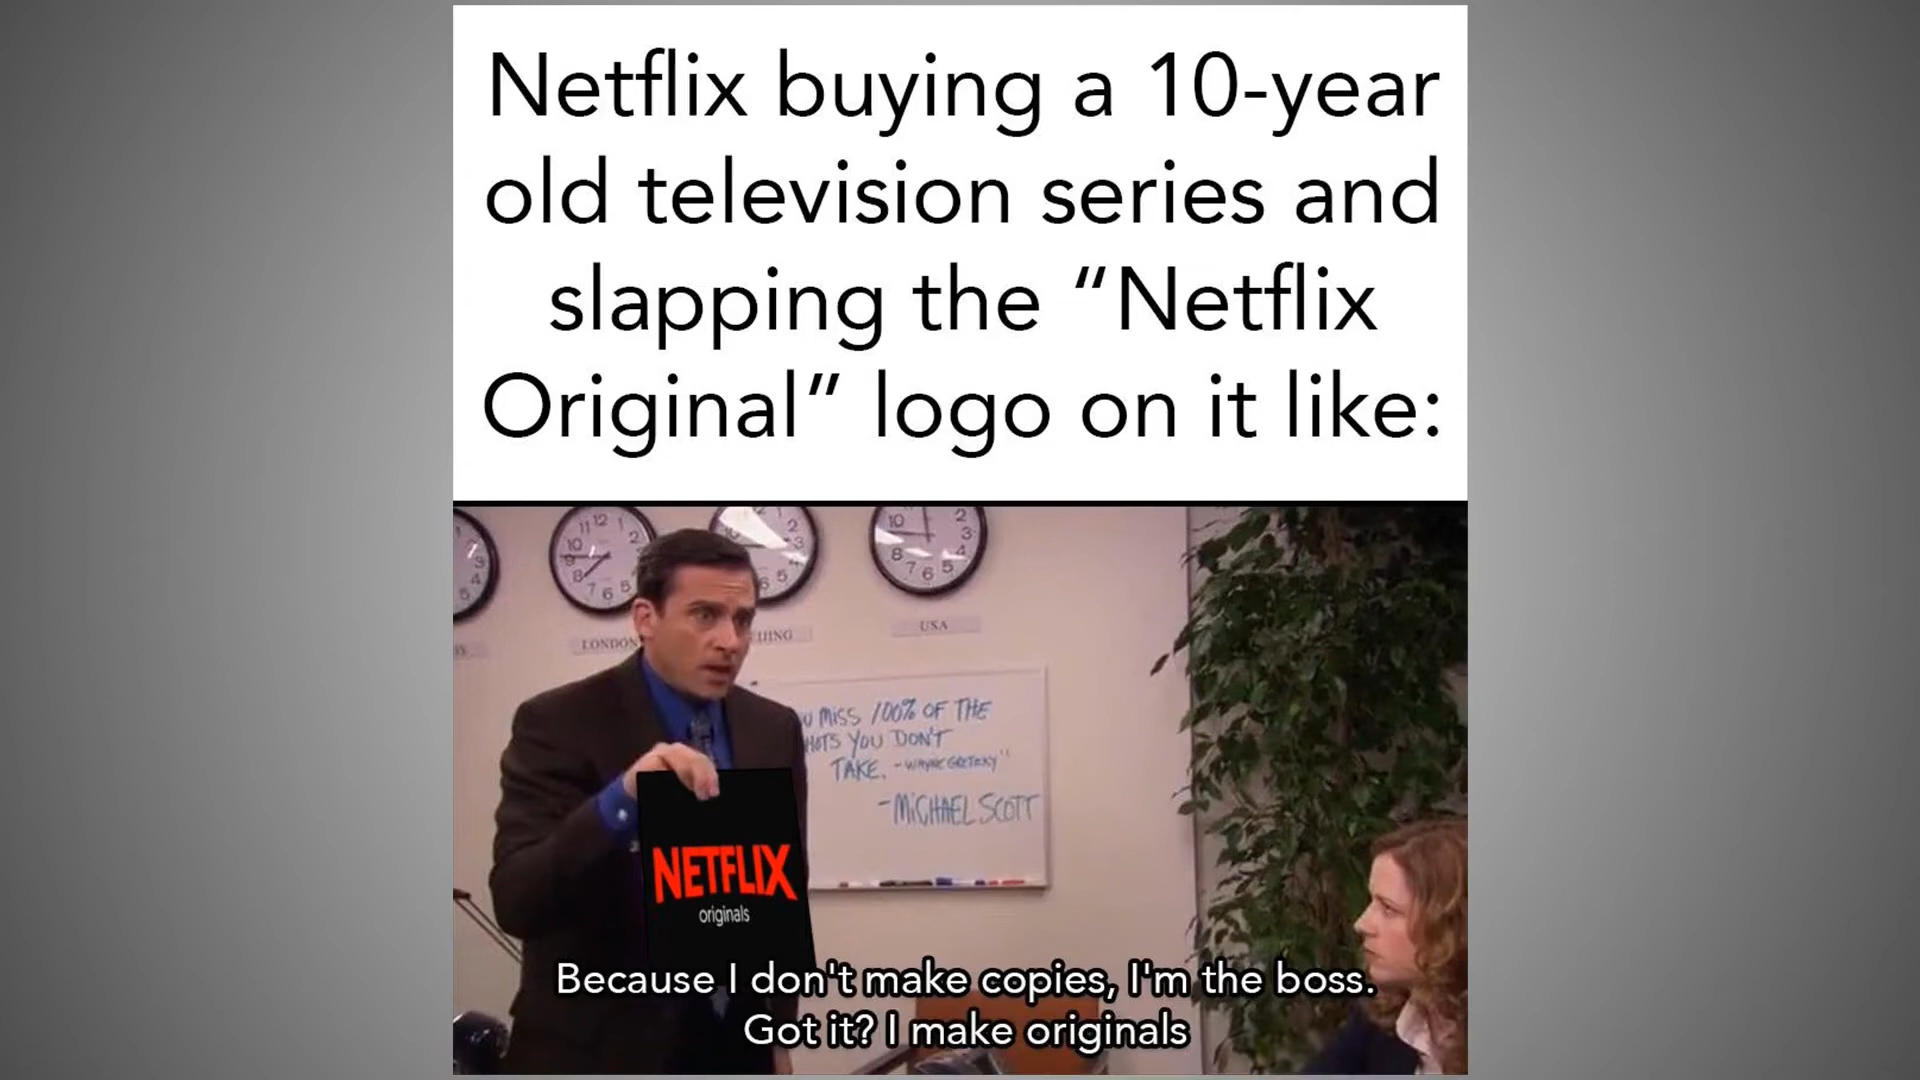 Netflix buying a 10-year
old television series and
slapping the “Netflix
Original” logo on it like:
LONDON
USA
MISS 100% OF THE
YOU DON'T
TAKE. -WAYNE GRETZKY"
-MICHAEL SCOTT
NETFLIX
originals
Because I don't make copies, I'm the boss.
Got it? I make originals